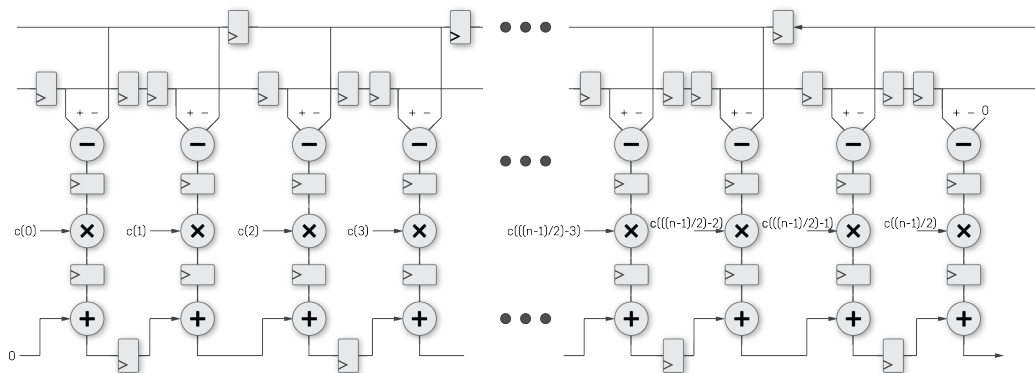 + − + − + − + − + − + − + − + − 0
c(0) c(1) c(2) c(3) c(((n-1)/2)-3) c(((n-1)/2)-2) c(((n-1)/2)-1) c((n-1)/2)
0